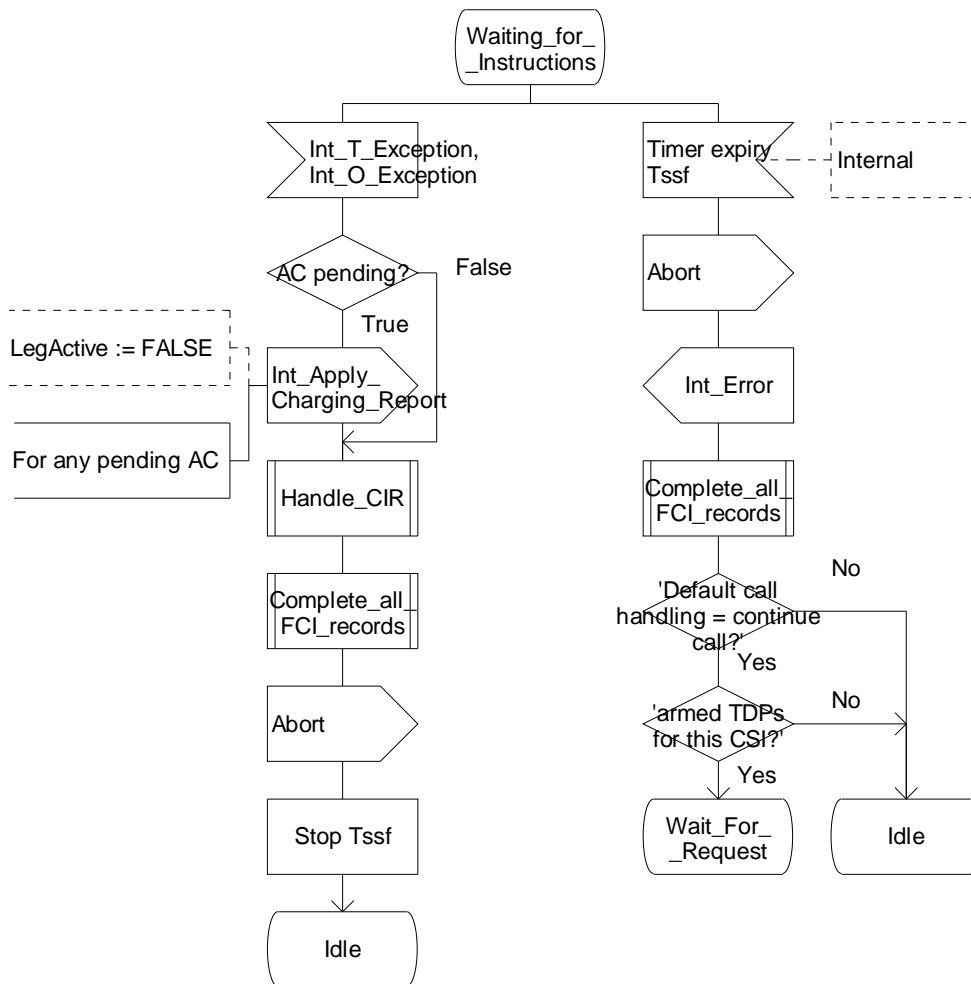 Waiting_for_
_Instructions
Int_T_Exception,
Int_O_Exception
Timer expiry
Tssf
Internal
AC pending?
False
Abort
True
LegActive := FALSE
Int_Apply_
Charging_Report
Int_Error
For any pending AC
Handle_CIR
Complete_all_
FCI_records
No
'Default call
handling = continue
call?'
Complete_all_
FCI_records
Yes
Abort
'armed TDPs
for this CSI?'
No
Yes
Stop Tssf
Wait_For_
_Request
Idle
Idle